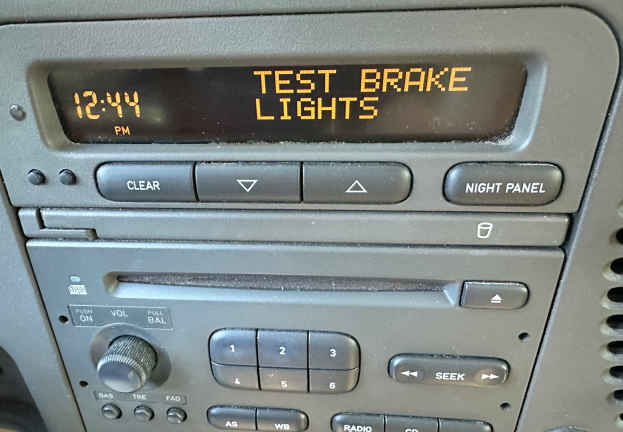 TEST BRAKE
12:44 LIGHTS
PM
CLEAR NIGHT PANEL
PUSH ON VOL PULL BAL
1 2 3
4 5 6
SEEK
BAS TRE FAD
AS WB RADIO CD